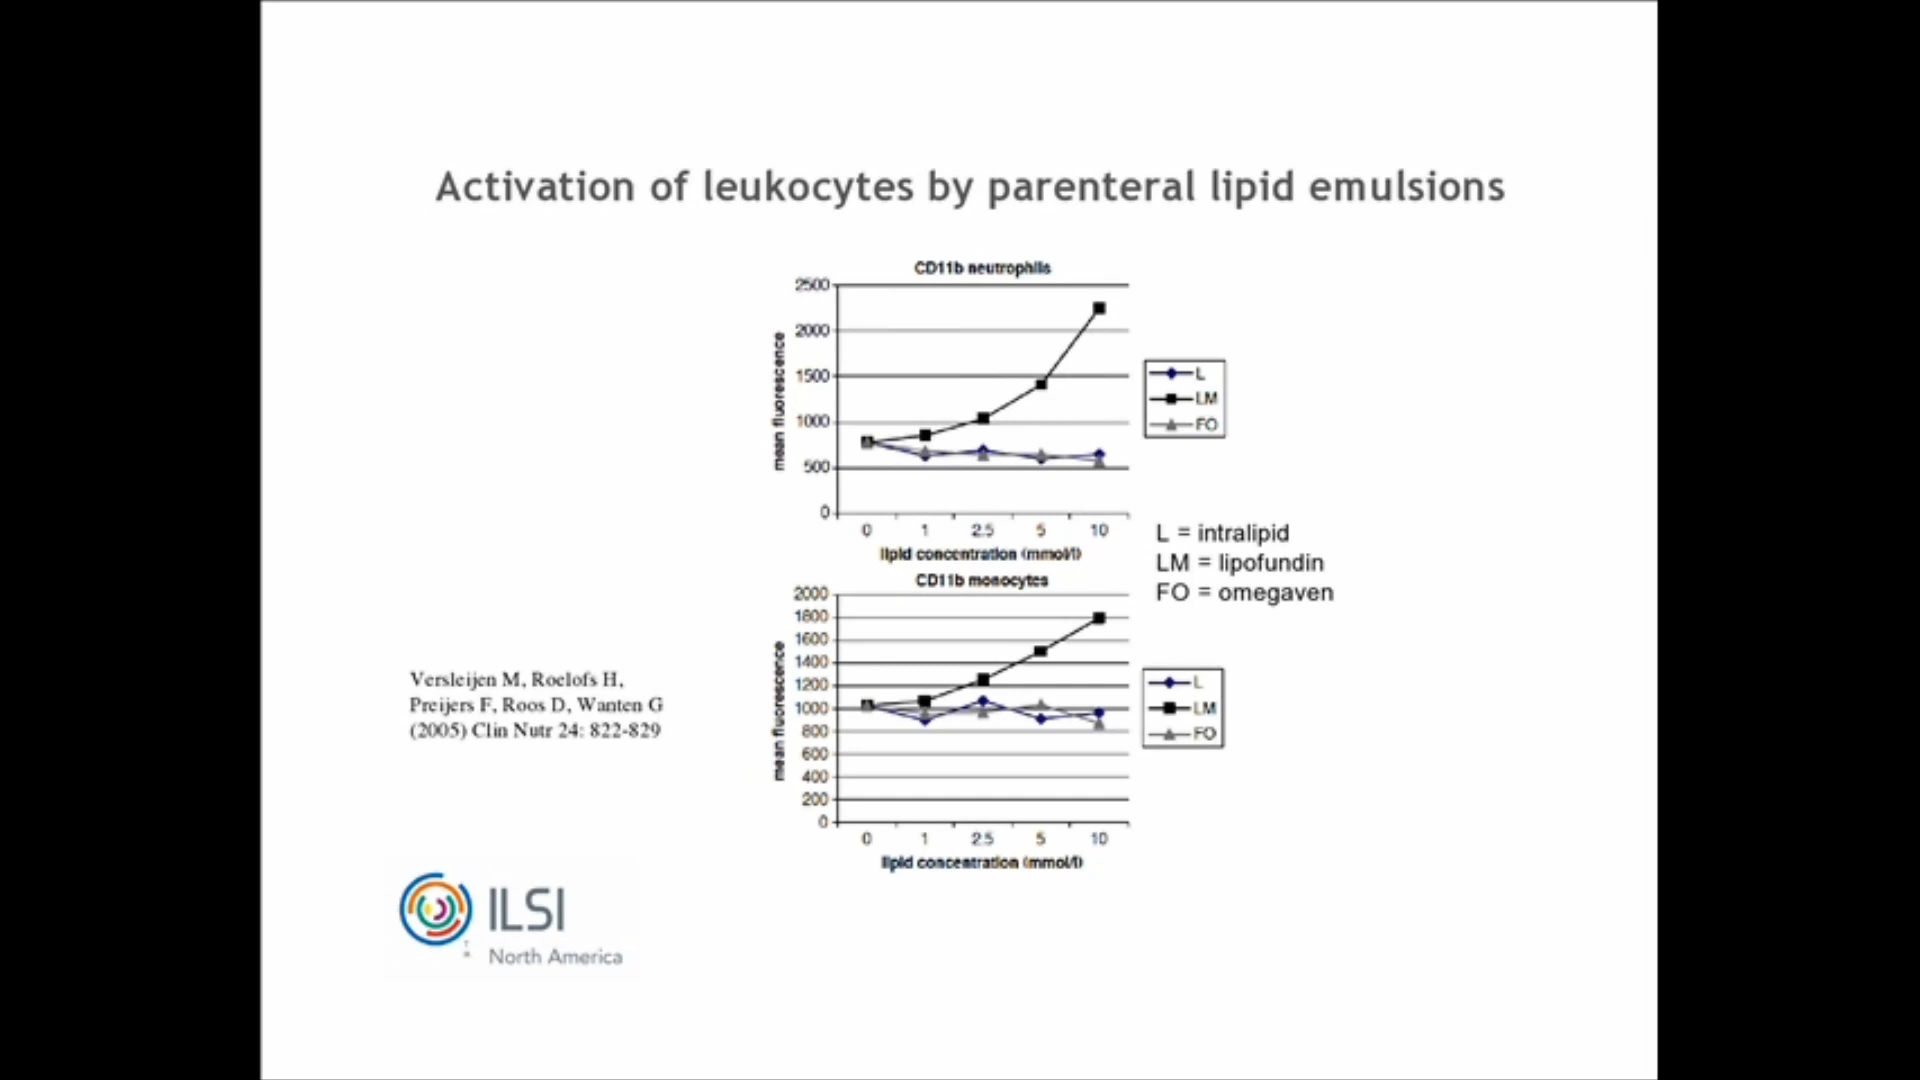 Activation of leukocytes by parenteral lipid emulsions
CD11b neutrophils
2500
2000
1500
1000
500
0
mean fluorescence
0 1 2.5 5 10
lipid concentration (mmol/l)
L
LM
FO
L = intralipid
LM = lipofundin
FO = omegaven
CD11b monocytes
2000
1800
1600
1400
1200
1000
800
600
400
200
0
mean fluorescence
0 1 2.5 5 10
lipid concentration (mmol/l)
L
LM
FO
Versleijen M, Roelofs H,
Preijers F, Roos D, Wanten G
(2005) Clin Nutr 24: 822-829
ILSI
North America